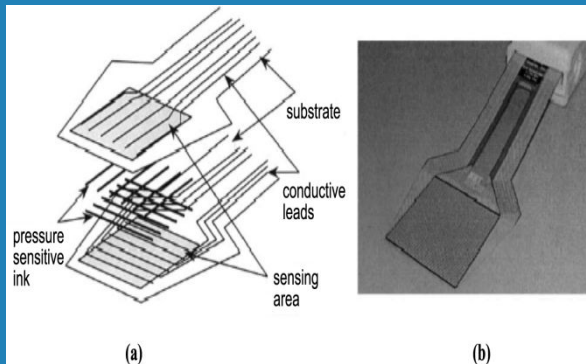 substrate
conductive
leads
pressure
sensitive
ink
sensing
area
(a)
(b)